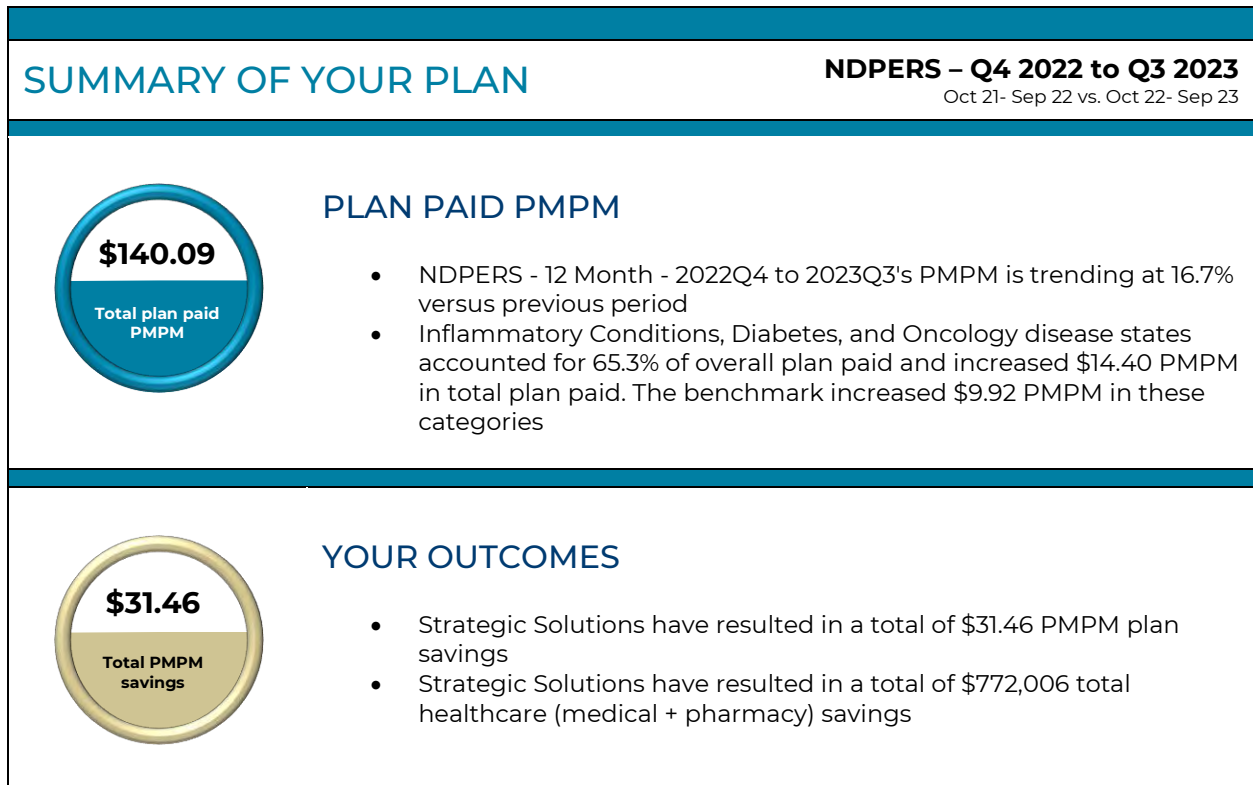 SUMMARY OF YOUR PLAN
NDPERS – Q4 2022 to Q3 2023
Oct 21- Sep 22 vs. Oct 22- Sep 23
$140.09
Total plan paid
PMPM
PLAN PAID PMPM
• NDPERS - 12 Month - 2022Q4 to 2023Q3's PMPM is trending at 16.7%
versus previous period
• Inflammatory Conditions, Diabetes, and Oncology disease states
accounted for 65.3% of overall plan paid and increased $14.40 PMPM
in total plan paid. The benchmark increased $9.92 PMPM in these
categories
$31.46
Total PMPM
savings
YOUR OUTCOMES
• Strategic Solutions have resulted in a total of $31.46 PMPM plan
savings
• Strategic Solutions have resulted in a total of $772,006 total
healthcare (medical + pharmacy) savings